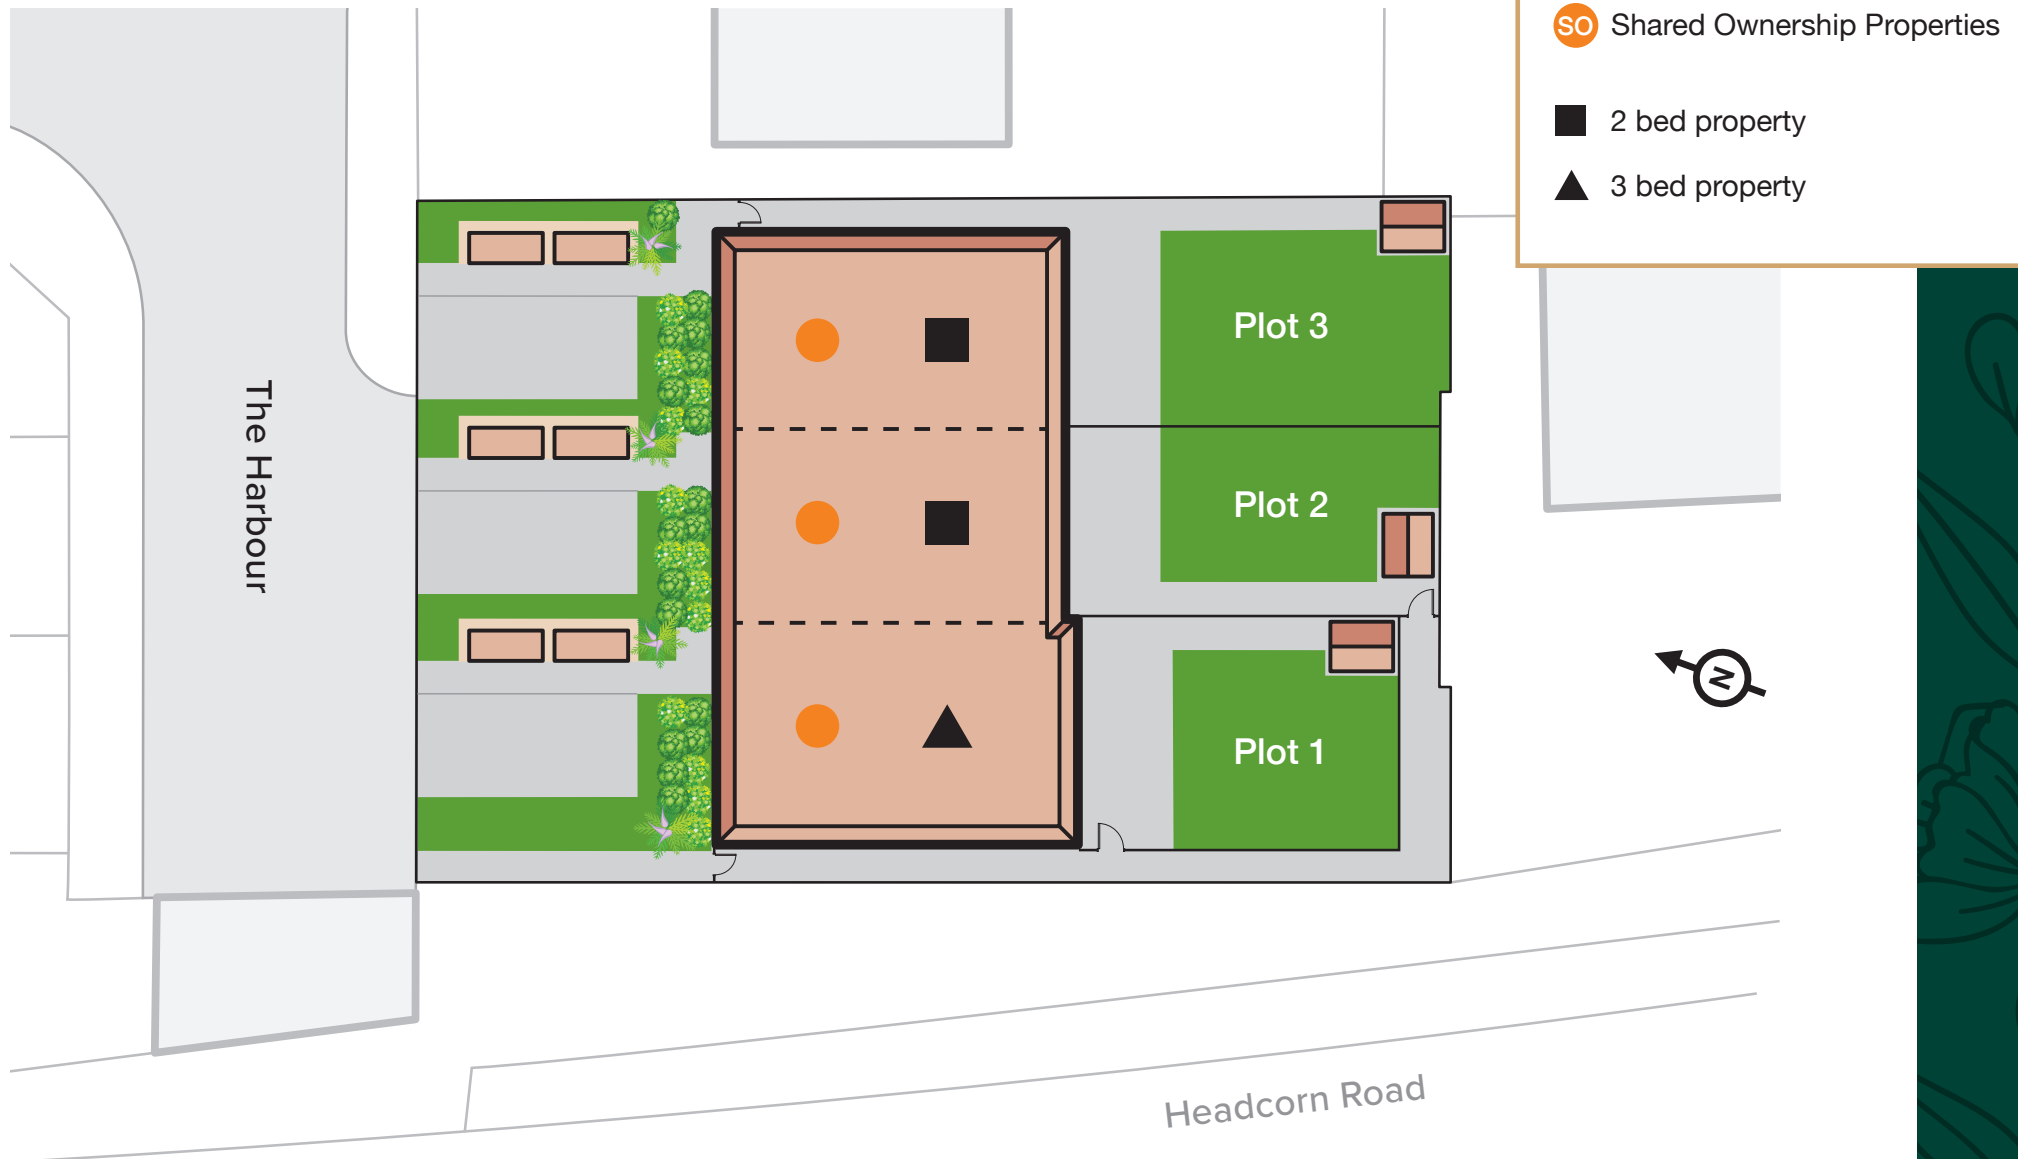 SO Shared Ownership Properties
2 bed property
3 bed property
Plot 3
The Harbour
Plot 2
N
Plot 1
Headcorn Road